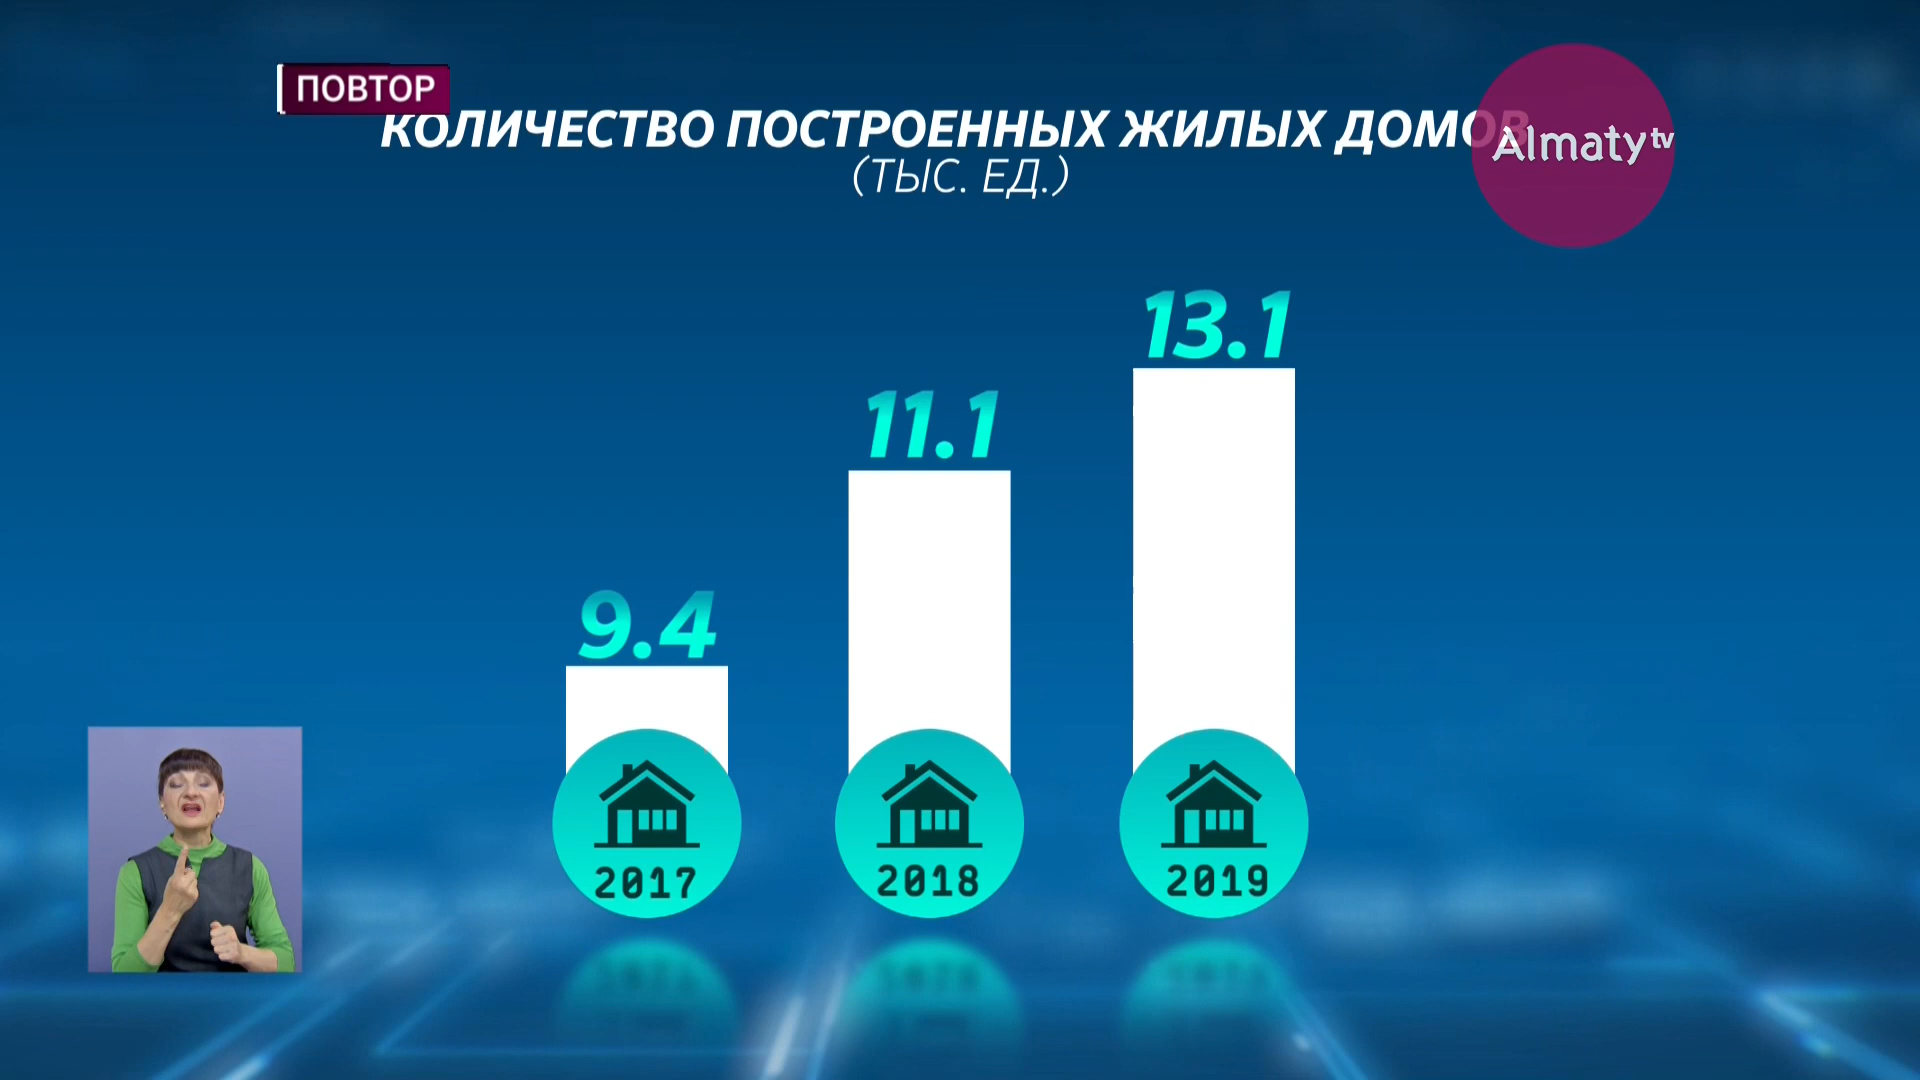 ПОВТОР
КОЛИЧЕСТВО ПОСТРОЕННЫХ ЖИЛЫХ ДОМОВ
(ТЫС. ЕД.)
Almaty tv
13.1
11.1
9.4
2017
2018
2019